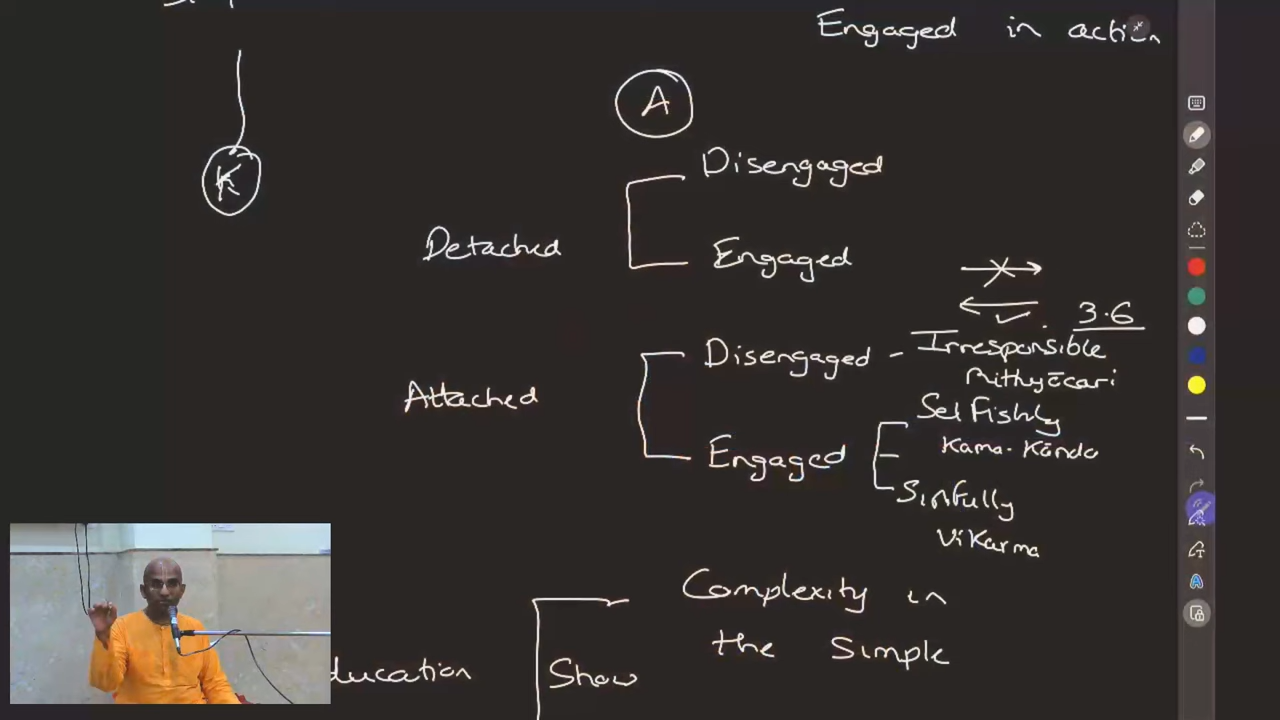 Engaged in action
A
K
Disengaged
Detached
Engaged
3.6
Disengaged - Irresponsible
Mithyācari
Attached
Selfishly
Kama-Kānda
Engaged
Sinfully
Vikarma
Complexity in
the Simple
ducation
Show